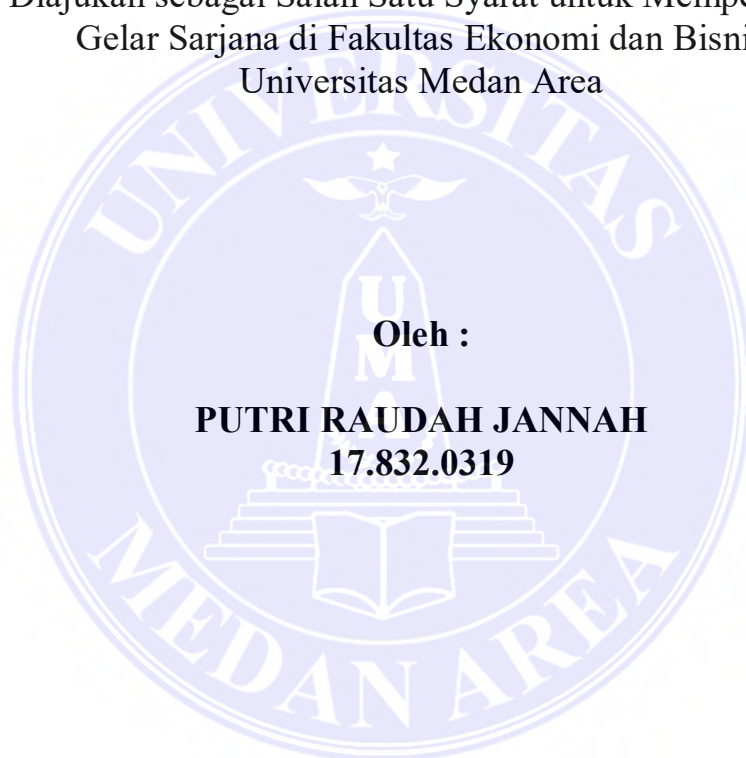 Diajukan sebagai Salah Satu Syarat untuk
Gelar Sarjana di Fakultas Ekonomi dan
Universitas Medan Area
UNIVERSITAS
UMA
Oleh :
PUTRI RAUDAH JANNAH
17.832.0319
MEDAN AREA